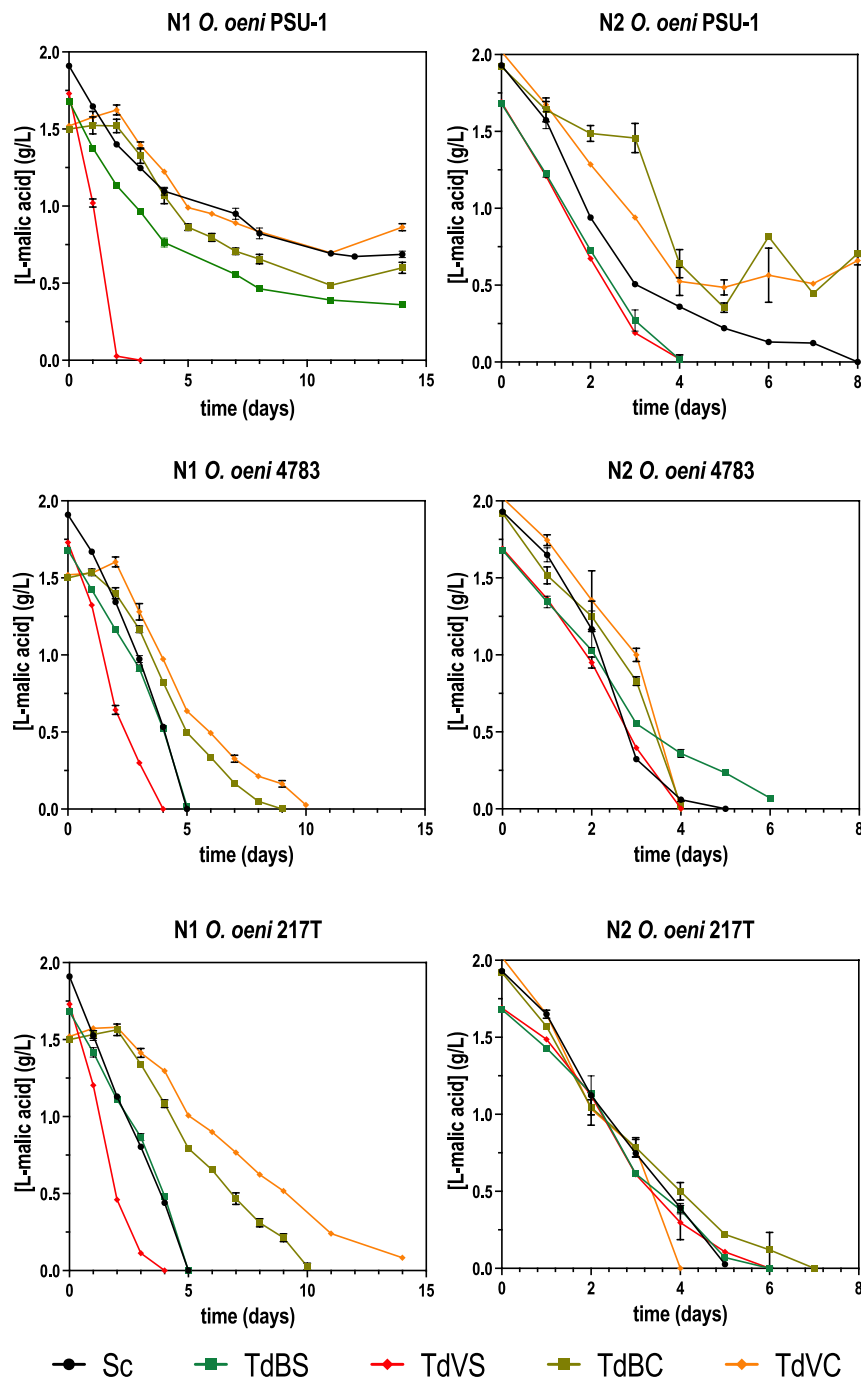 N1 O. oeni PSU-1
N2 O. oeni PSU-1
[L-malic acid] (g/L)
2.0
1.5
1.0
0.5
0.0
0 5 10 15
time (days)
[L-malic acid] (g/L)
2.0
1.5
1.0
0.5
0.0
0 2 4 6 8
time (days)
N1 O. oeni 4783
N2 O. oeni 4783
[L-malic acid] (g/L)
2.0
1.5
1.0
0.5
0.0
0 5 10 15
time (days)
[L-malic acid] (g/L)
2.0
1.5
1.0
0.5
0.0
0 2 4 6 8
time (days)
N1 O. oeni 217T
N2 O. oeni 217T
[L-malic acid] (g/L)
2.0
1.5
1.0
0.5
0.0
0 5 10 15
time (days)
[L-malic acid] (g/L)
2.0
1.5
1.0
0.5
0.0
0 2 4 6 8
time (days)
Sc TdBS TdVS TdBC TdVC